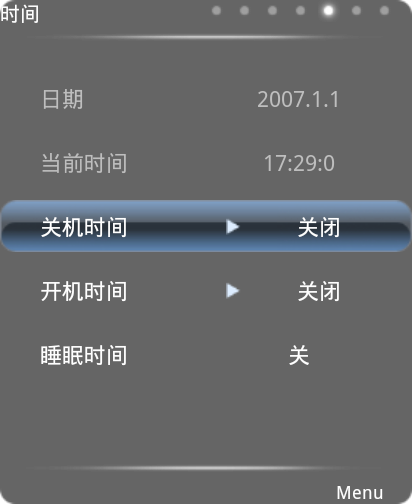 时间
日期 2007.1.1
当前时间 17:29:0
关机时间 关闭
开机时间 关闭
睡眠时间 关
Menu